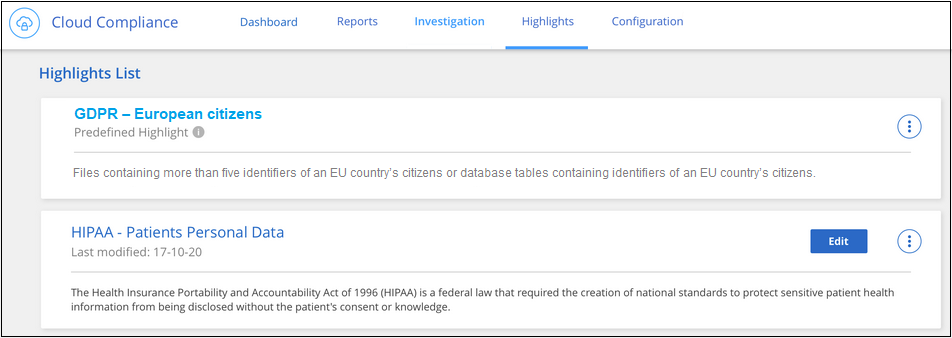 Cloud Compliance
Dashboard
Reports
Investigation
Highlights
Configuration
Highlights List
GDPR – European citizens
Predefined Highlight
Files containing more than five identifiers of an EU country's citizens or database tables containing identifiers of an EU country's citizens.
HIPAA - Patients Personal Data
Edit
Last modified: 17-10-20
The Health Insurance Portability and Accountability Act of 1996 (HIPAA) is a federal law that required the creation of national standards to protect sensitive patient health
information from being disclosed without the patient's consent or knowledge.